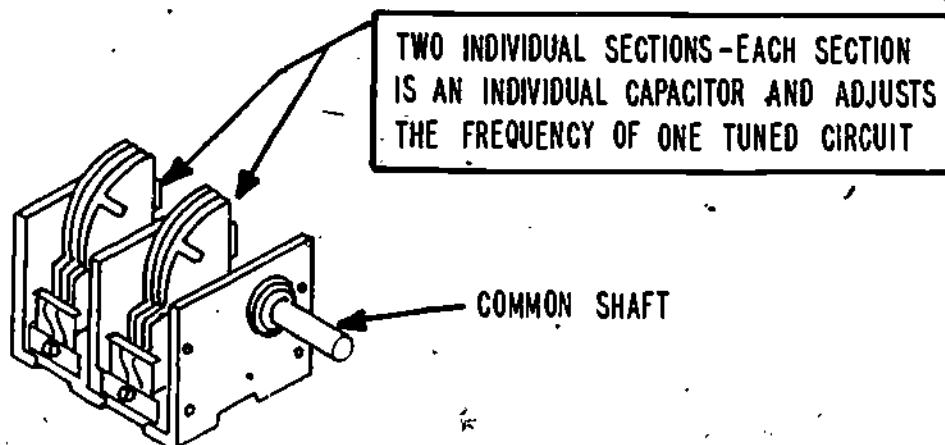 TWO INDIVIDUAL SECTIONS-EACH SECTION
IS AN INDIVIDUAL CAPACITOR AND ADJUSTS
THE FREQUENCY OF ONE TUNED CIRCUIT
COMMON SHAFT